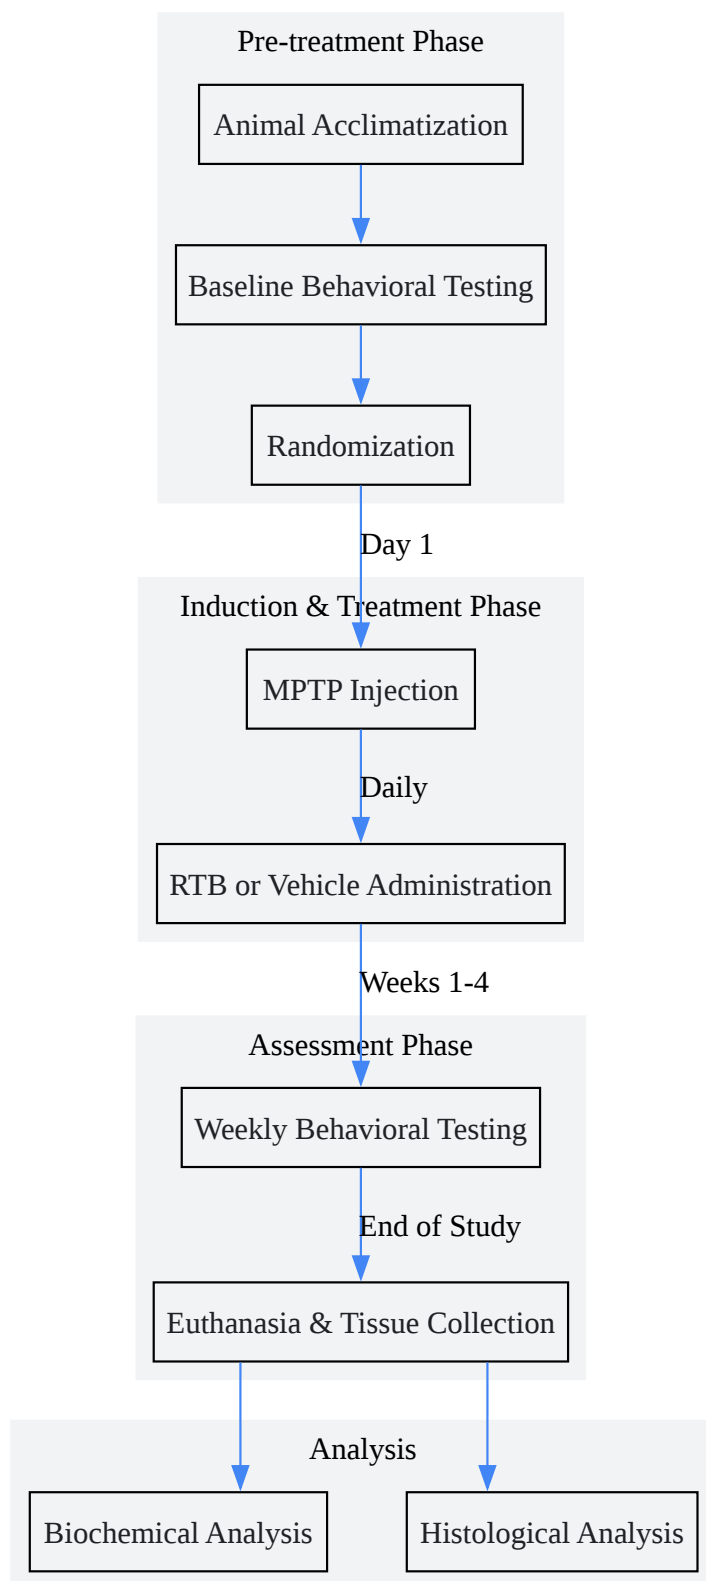 Pre-treatment Phase
Animal Acclimatization
Baseline Behavioral Testing
Randomization
Day 1
Induction & Treatment Phase
MPTP Injection
Daily
RTB or Vehicle Administration
Weeks 1-4
Assessment Phase
Weekly Behavioral Testing
End of Study
Euthanasia & Tissue Collection
Analysis
Biochemical Analysis
Histological Analysis